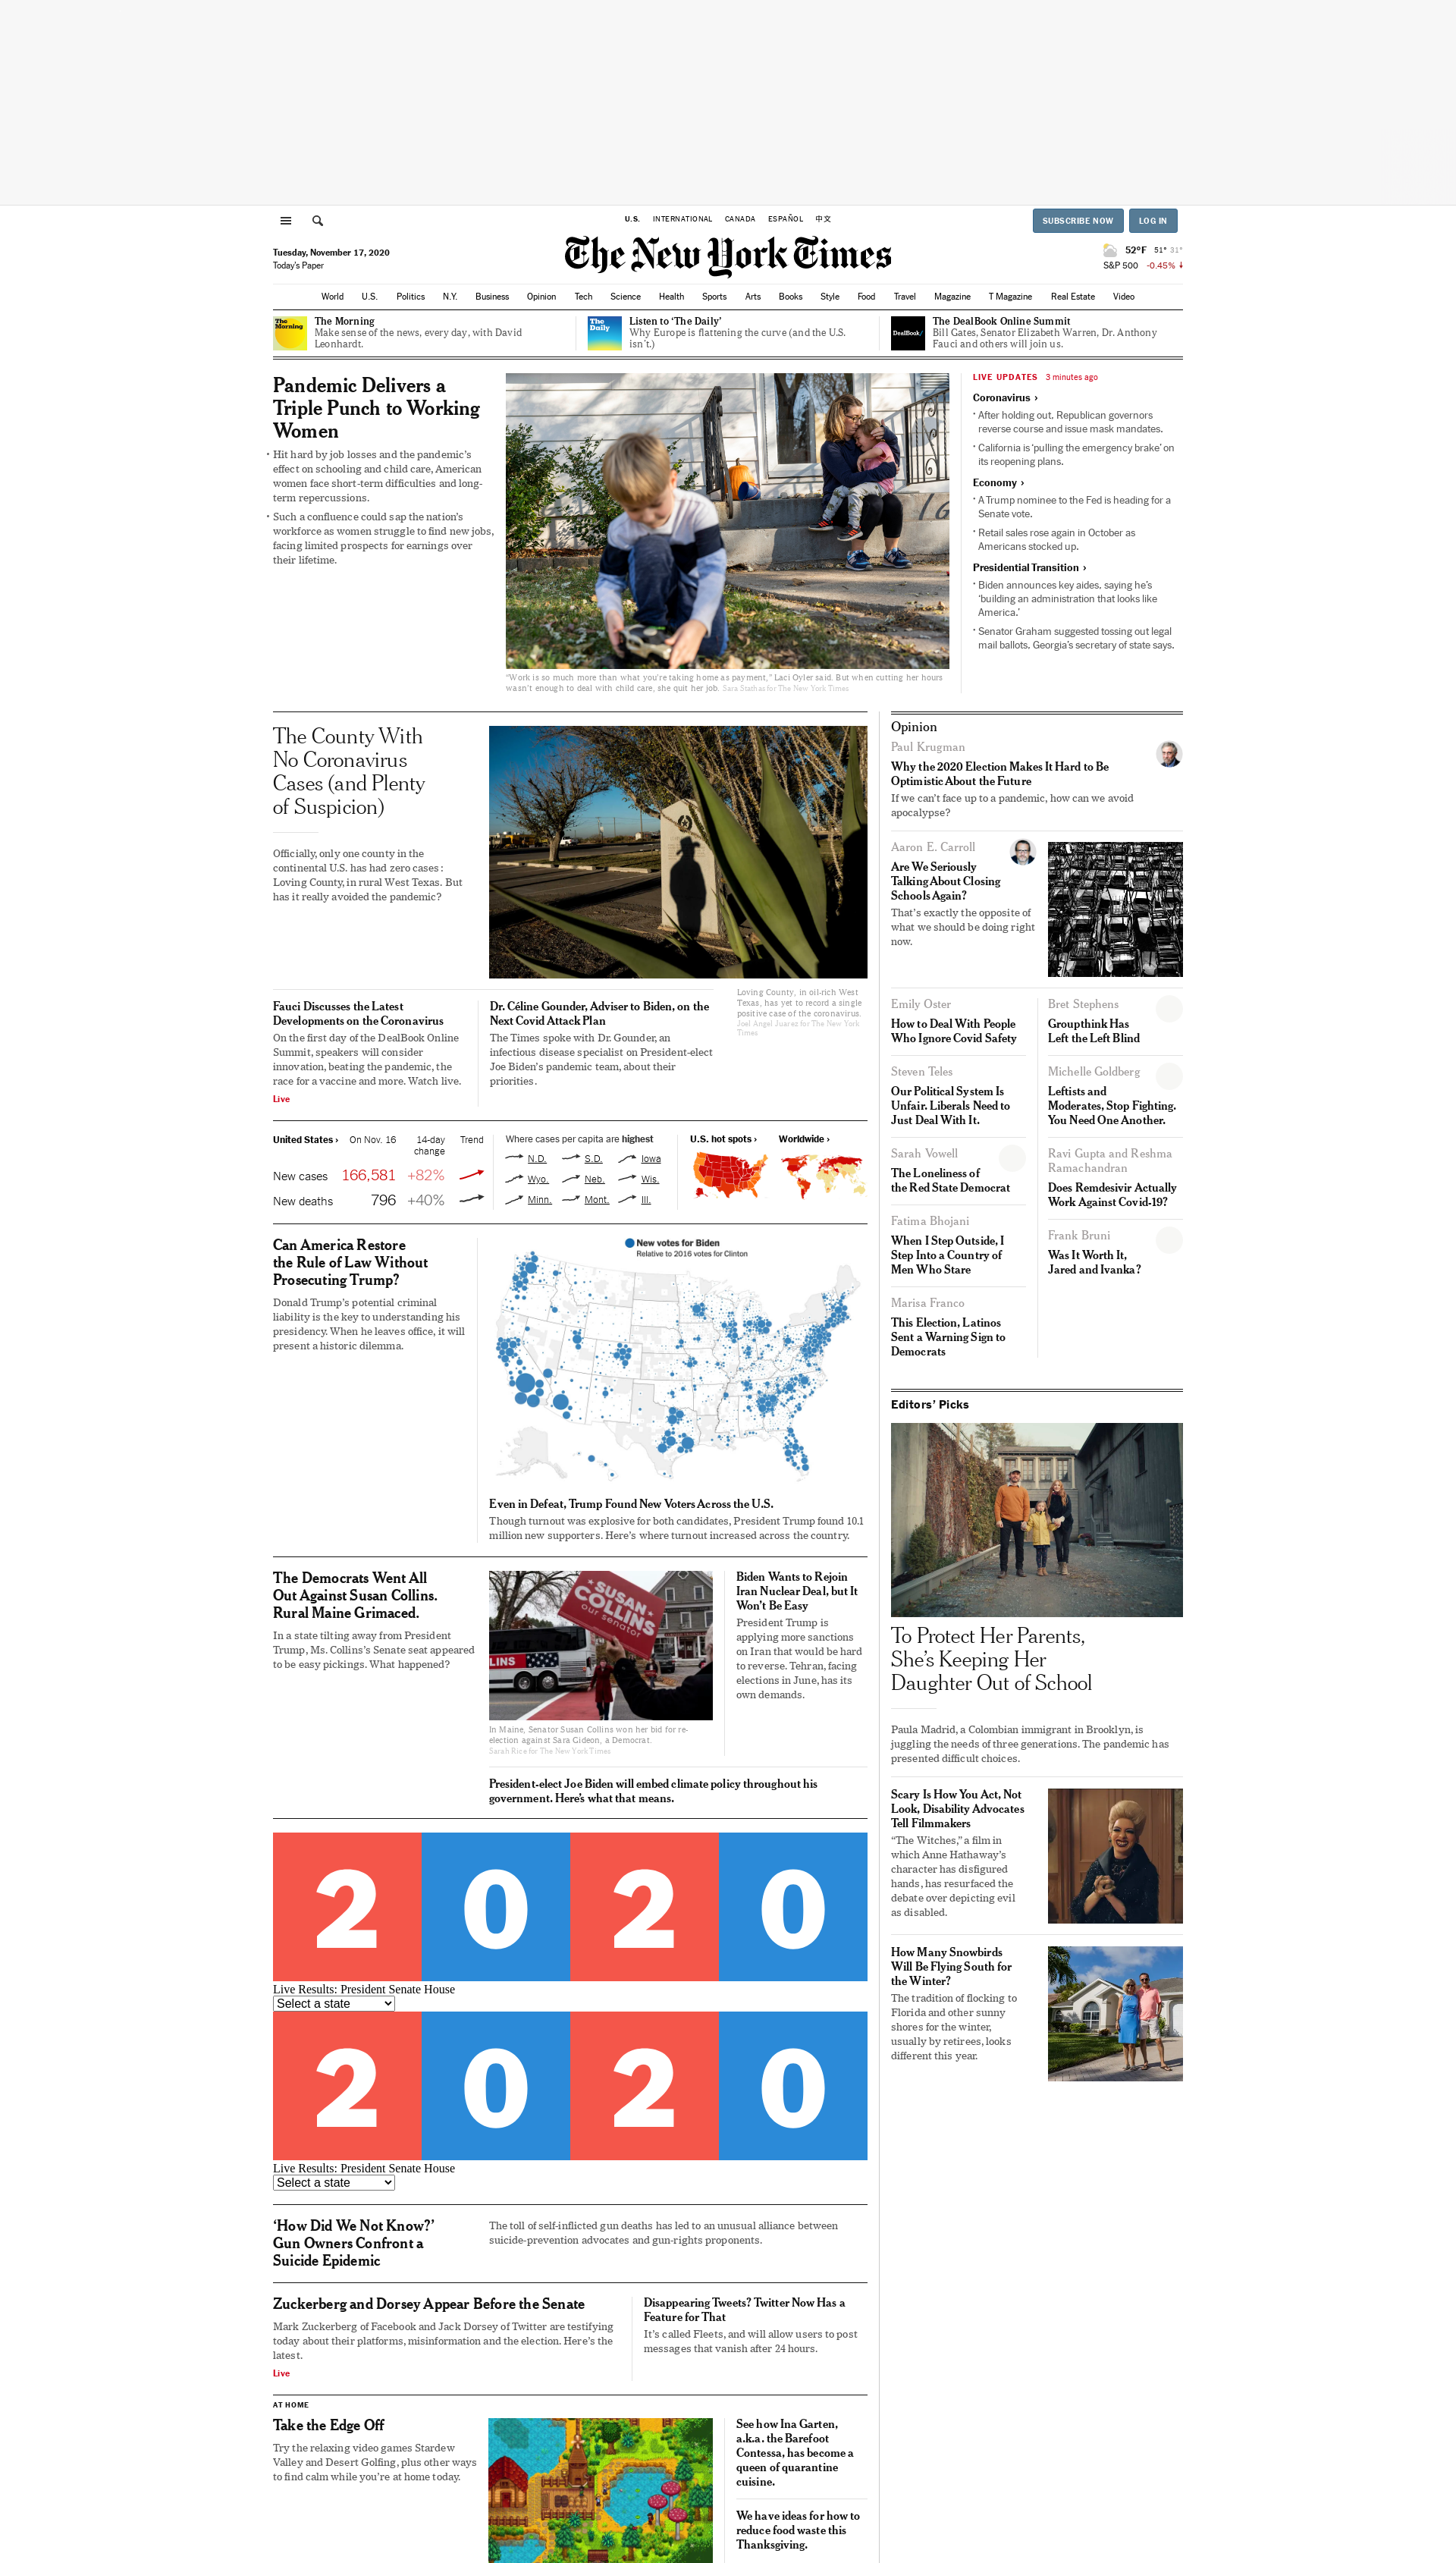 U.S. INTERNATIONAL CANADA ESPAÑOL 中文
SUBSCRIBE NOW LOG IN
Tuesday, November 17, 2020
Today's Paper
The New York Times
52°F 51° 31°
S&P 500 -0.45%
World U.S. Politics N.Y. Business Opinion Tech Science Health Sports Arts Books Style Food Travel Magazine T Magazine Real Estate Video
The Morning
The Morning
Make sense of the news, every day, with David
Leonhardt.
The Daily
Listen to ‘The Daily’
Why Europe is flattening the curve (and the U.S.
isn’t.)
DealBook/
The DealBook Online Summit
Bill Gates, Senator Elizabeth Warren, Dr. Anthony
Fauci and others will join us.
Pandemic Delivers a
Triple Punch to Working
Women
• Hit hard by job losses and the pandemic’s
effect on schooling and child care, American
women face short-term difficulties and long-
term repercussions.
• Such a confluence could sap the nation’s
workforce as women struggle to find new jobs,
facing limited prospects for earnings over
their lifetime.
“Work is so much more than what you’re taking home as payment,” Laci Oyler said. But when cutting her hours
wasn’t enough to deal with child care, she quit her job. Sara Stathas for The New York Times
LIVE UPDATES 3 minutes ago
Coronavirus ›
• After holding out, Republican governors
reverse course and issue mask mandates.
• California is ‘pulling the emergency brake’ on
its reopening plans.
Economy ›
• A Trump nominee to the Fed is heading for a
Senate vote.
• Retail sales rose again in October as
Americans stocked up.
Presidential Transition ›
• Biden announces key aides, saying he’s
‘building an administration that looks like
America.’
• Senator Graham suggested tossing out legal
mail ballots, Georgia’s secretary of state says.
The County With
No Coronavirus
Cases (and Plenty
of Suspicion)
Officially, only one county in the
continental U.S. has had zero cases:
Loving County, in rural West Texas. But
has it really avoided the pandemic?
Loving County, in oil-rich West
Texas, has yet to record a single
positive case of the coronavirus.
Joel Angel Juarez for The New York
Times
Fauci Discusses the Latest
Developments on the Coronavirus
On the first day of the DealBook Online
Summit, speakers will consider
innovation, beating the pandemic, the
race for a vaccine and more. Watch live.
Live
Dr. Céline Gounder, Adviser to Biden, on the
Next Covid Attack Plan
The Times spoke with Dr. Gounder, an
infectious disease specialist on President-elect
Joe Biden’s pandemic team, about their
priorities.
United States › On Nov. 16 14-day change Trend
New cases 166,581 +82%
New deaths 796 +40%
Where cases per capita are highest
N.D. S.D. Iowa
Wyo. Neb. Wis.
Minn. Mont. Ill.
U.S. hot spots › Worldwide ›
Can America Restore
the Rule of Law Without
Prosecuting Trump?
Donald Trump’s potential criminal
liability is the key to understanding his
presidency. When he leaves office, it will
present a historic dilemma.
New votes for Biden
Relative to 2016 votes for Clinton
Even in Defeat, Trump Found New Voters Across the U.S.
Though turnout was explosive for both candidates, President Trump found 10.1
million new supporters. Here’s where turnout increased across the country.
The Democrats Went All
Out Against Susan Collins.
Rural Maine Grimaced.
In a state tilting away from President
Trump, Ms. Collins’s Senate seat appeared
to be easy pickings. What happened?
SUSAN
COLLINS
our senator
LINS
In Maine, Senator Susan Collins won her bid for re-
election against Sara Gideon, a Democrat.
Sarah Rice for The New York Times
Biden Wants to Rejoin
Iran Nuclear Deal, but It
Won’t Be Easy
President Trump is
applying more sanctions
on Iran that would be hard
to reverse. Tehran, facing
elections in June, has its
own demands.
President-elect Joe Biden will embed climate policy throughout his
government. Here’s what that means.
2020
Live Results: President Senate House
Select a state
2020
Live Results: President Senate House
Select a state
‘How Did We Not Know?’
Gun Owners Confront a
Suicide Epidemic
The toll of self-inflicted gun deaths has led to an unusual alliance between
suicide-prevention advocates and gun-rights proponents.
Zuckerberg and Dorsey Appear Before the Senate
Mark Zuckerberg of Facebook and Jack Dorsey of Twitter are testifying
today about their platforms, misinformation and the election. Here’s the
latest.
Live
Disappearing Tweets? Twitter Now Has a
Feature for That
It’s called Fleets, and will allow users to post
messages that vanish after 24 hours.
AT HOME
Take the Edge Off
Try the relaxing video games Stardew
Valley and Desert Golfing, plus other ways
to find calm while you’re at home today.
See how Ina Garten,
a.k.a. the Barefoot
Contessa, has become a
queen of quarantine
cuisine.
We have ideas for how to
reduce food waste this
Thanksgiving.
Opinion
Paul Krugman
Why the 2020 Election Makes It Hard to Be
Optimistic About the Future
If we can’t face up to a pandemic, how can we avoid
apocalypse?
Aaron E. Carroll
Are We Seriously
Talking About Closing
Schools Again?
That’s exactly the opposite of
what we should be doing right
now.
Emily Oster
How to Deal With People
Who Ignore Covid Safety
Steven Teles
Our Political System Is
Unfair. Liberals Need to
Just Deal With It.
Sarah Vowell
The Loneliness of
the Red State Democrat
Fatima Bhojani
When I Step Outside, I
Step Into a Country of
Men Who Stare
Marisa Franco
This Election, Latinos
Sent a Warning Sign to
Democrats
Bret Stephens
Groupthink Has
Left the Left Blind
Michelle Goldberg
Leftists and
Moderates, Stop Fighting.
You Need One Another.
Ravi Gupta and Reshma
Ramachandran
Does Remdesivir Actually
Work Against Covid-19?
Frank Bruni
Was It Worth It,
Jared and Ivanka?
Editors’ Picks
To Protect Her Parents,
She’s Keeping Her
Daughter Out of School
Paula Madrid, a Colombian immigrant in Brooklyn, is
juggling the needs of three generations. The pandemic has
presented difficult choices.
Scary Is How You Act, Not
Look, Disability Advocates
Tell Filmmakers
“The Witches,” a film in
which Anne Hathaway’s
character has disfigured
hands, has resurfaced the
debate over depicting evil
as disabled.
How Many Snowbirds
Will Be Flying South for
the Winter?
The tradition of flocking to
Florida and other sunny
shores for the winter,
usually by retirees, looks
different this year.